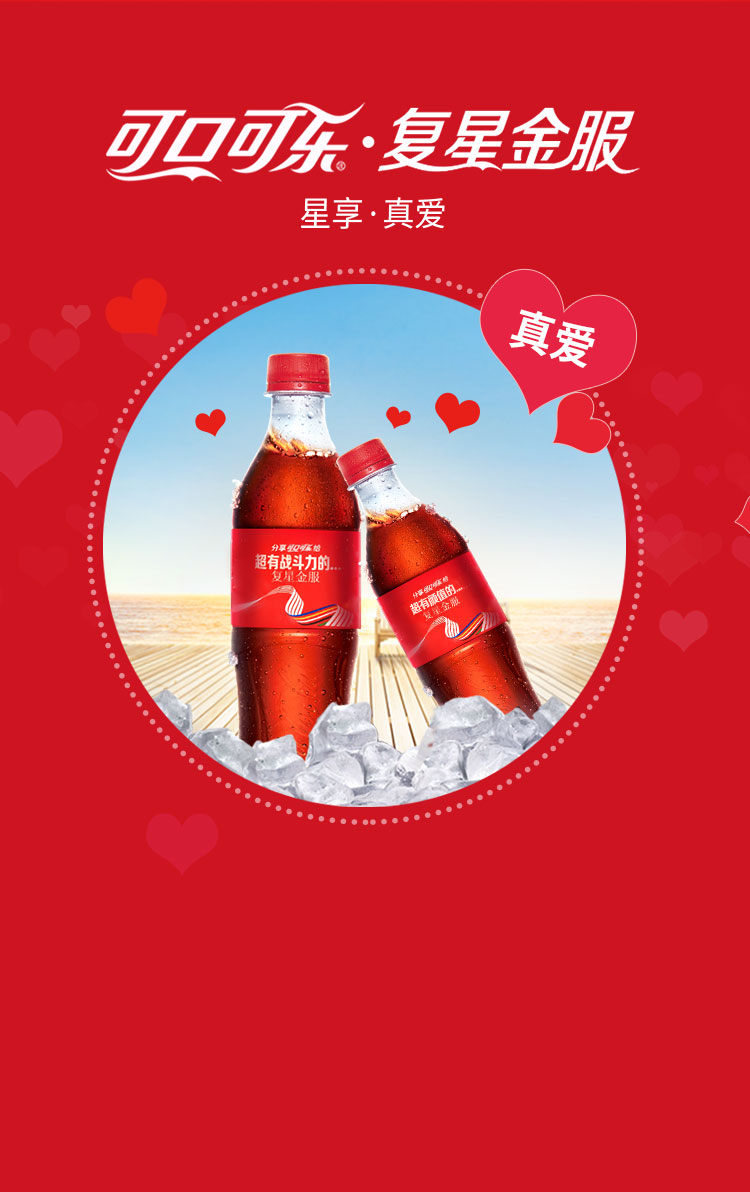 可口可乐®·复星金服
星享·真爱
真爱
分享可口可乐给
超有战斗力的...
复星金服
分享可口可乐给
超有颜值的...
复星金服